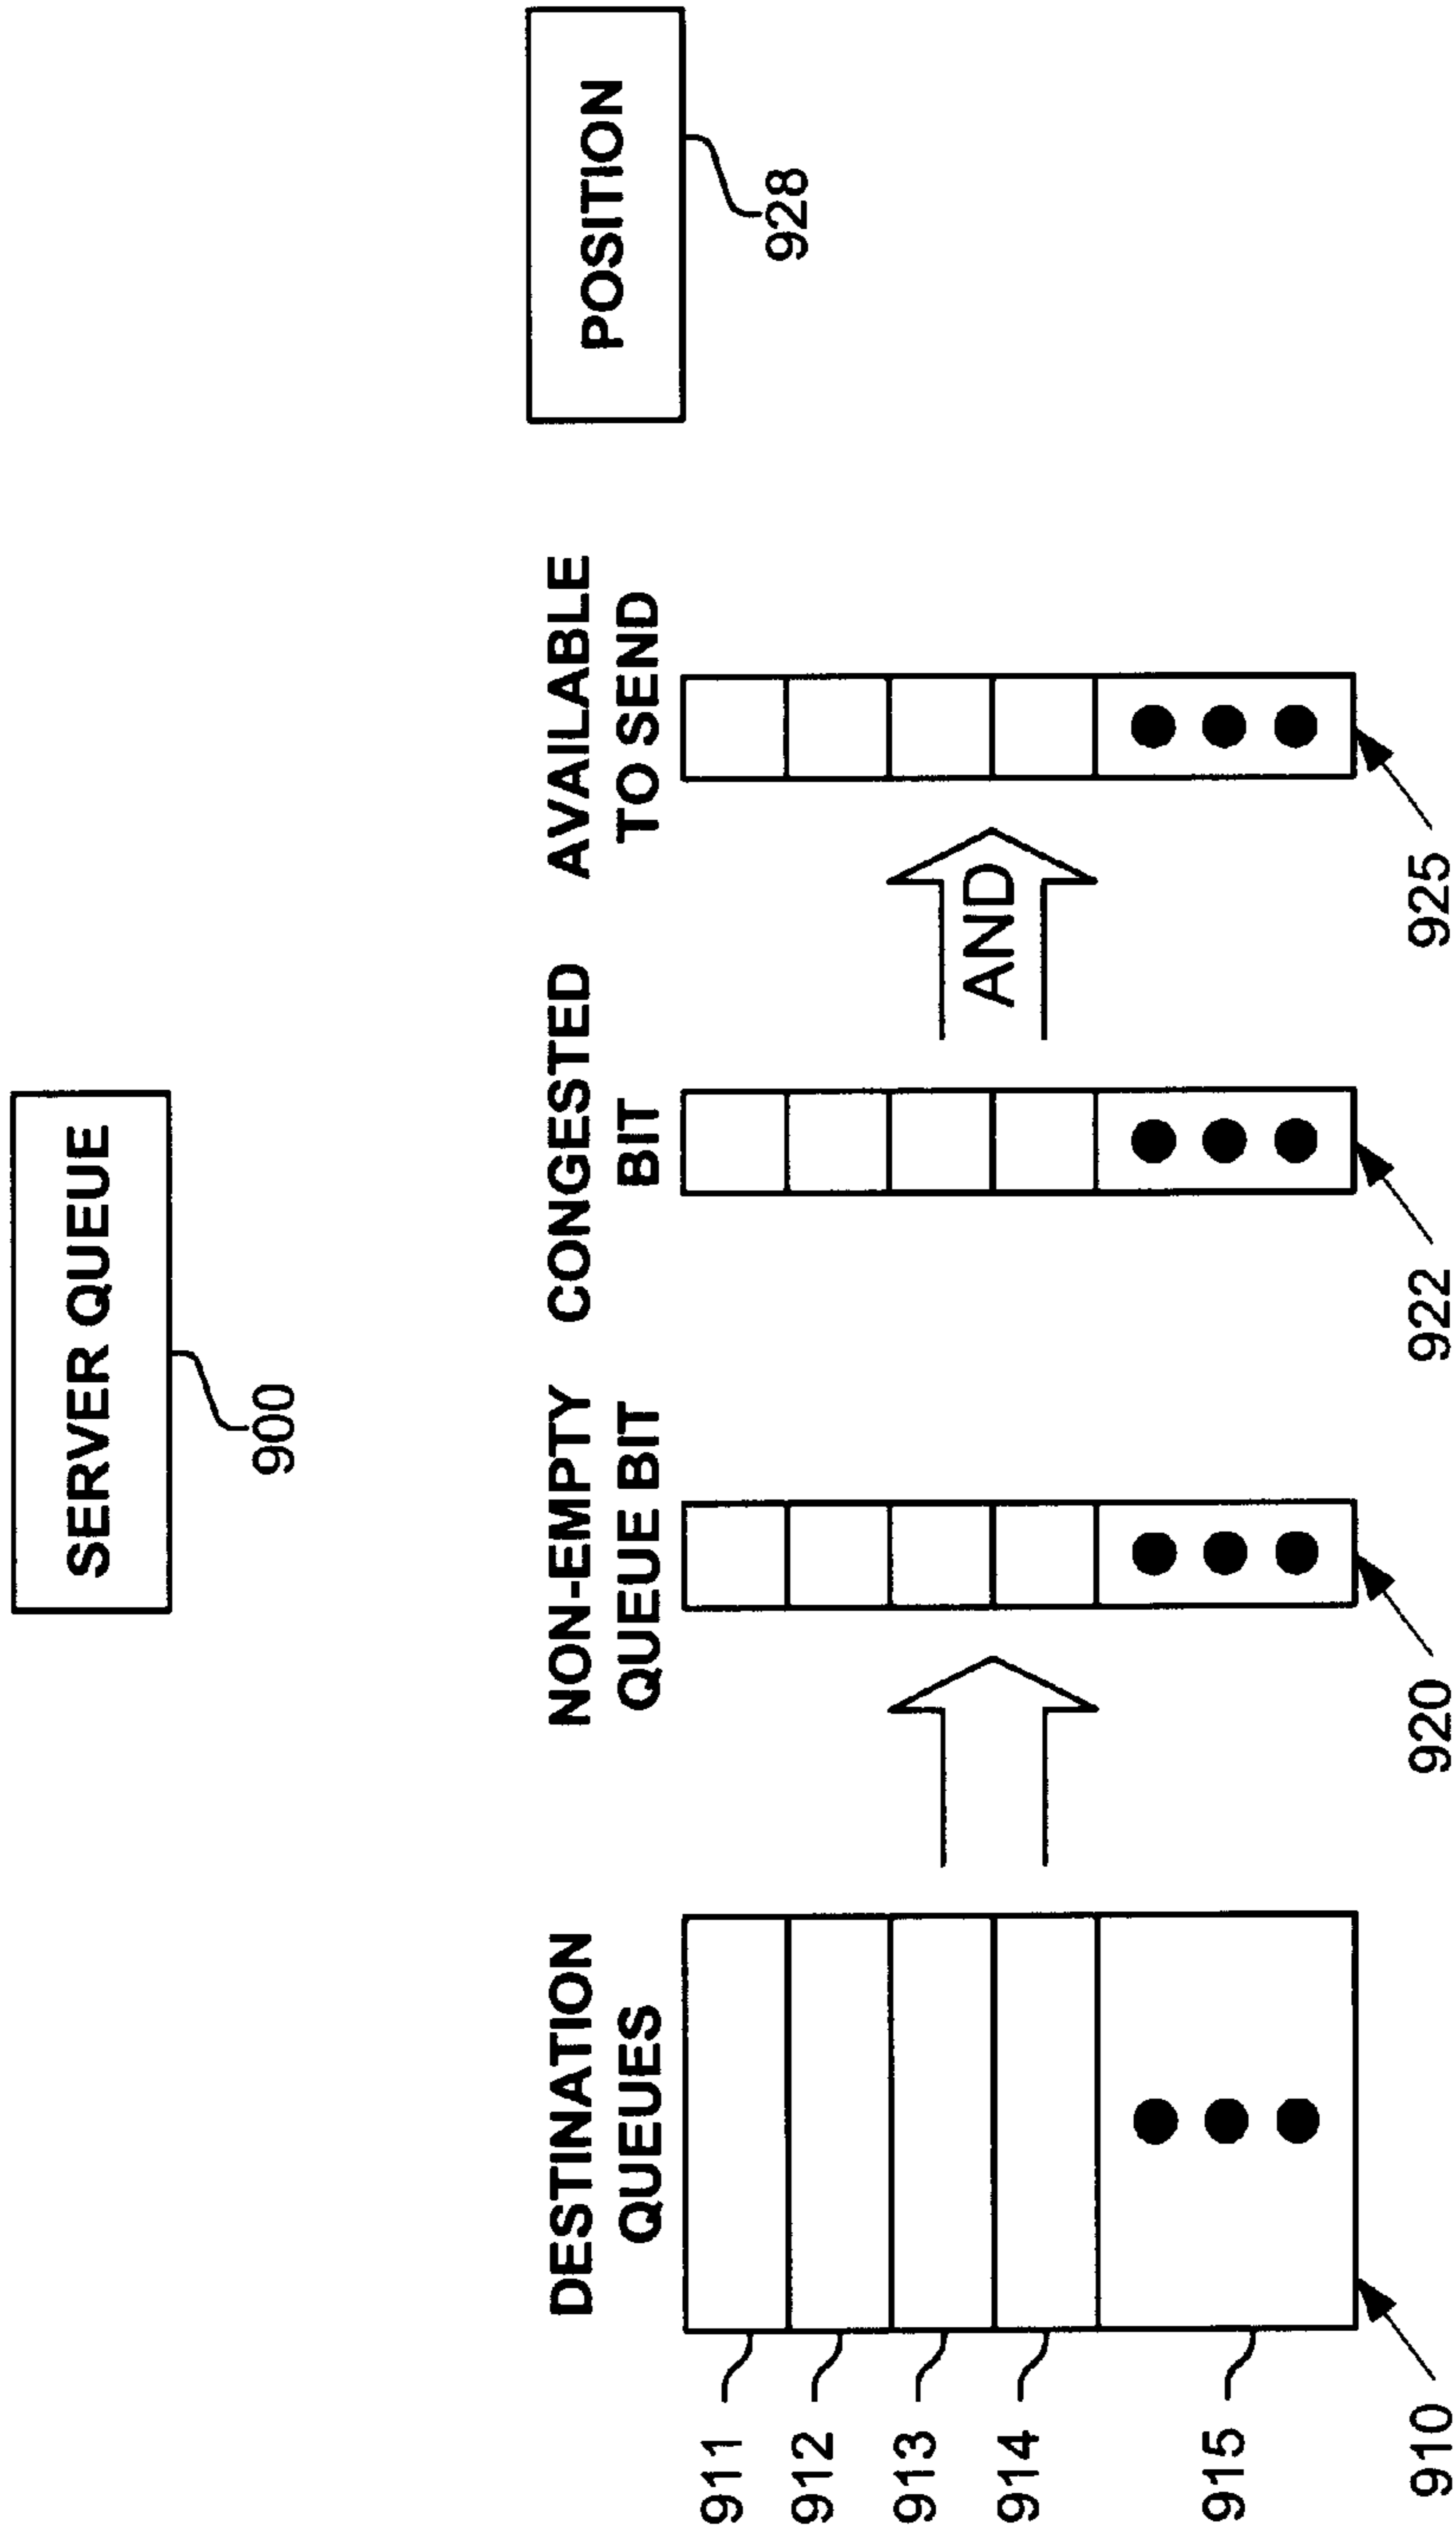 SERVER QUEUE
900
DESTINATION
QUEUES
NON-EMPTY
QUEUE BIT
CONGESTED
BIT
AVAILABLE
TO SEND
POSITION
928
AND
911
912
913
914
915
910
920
922
925